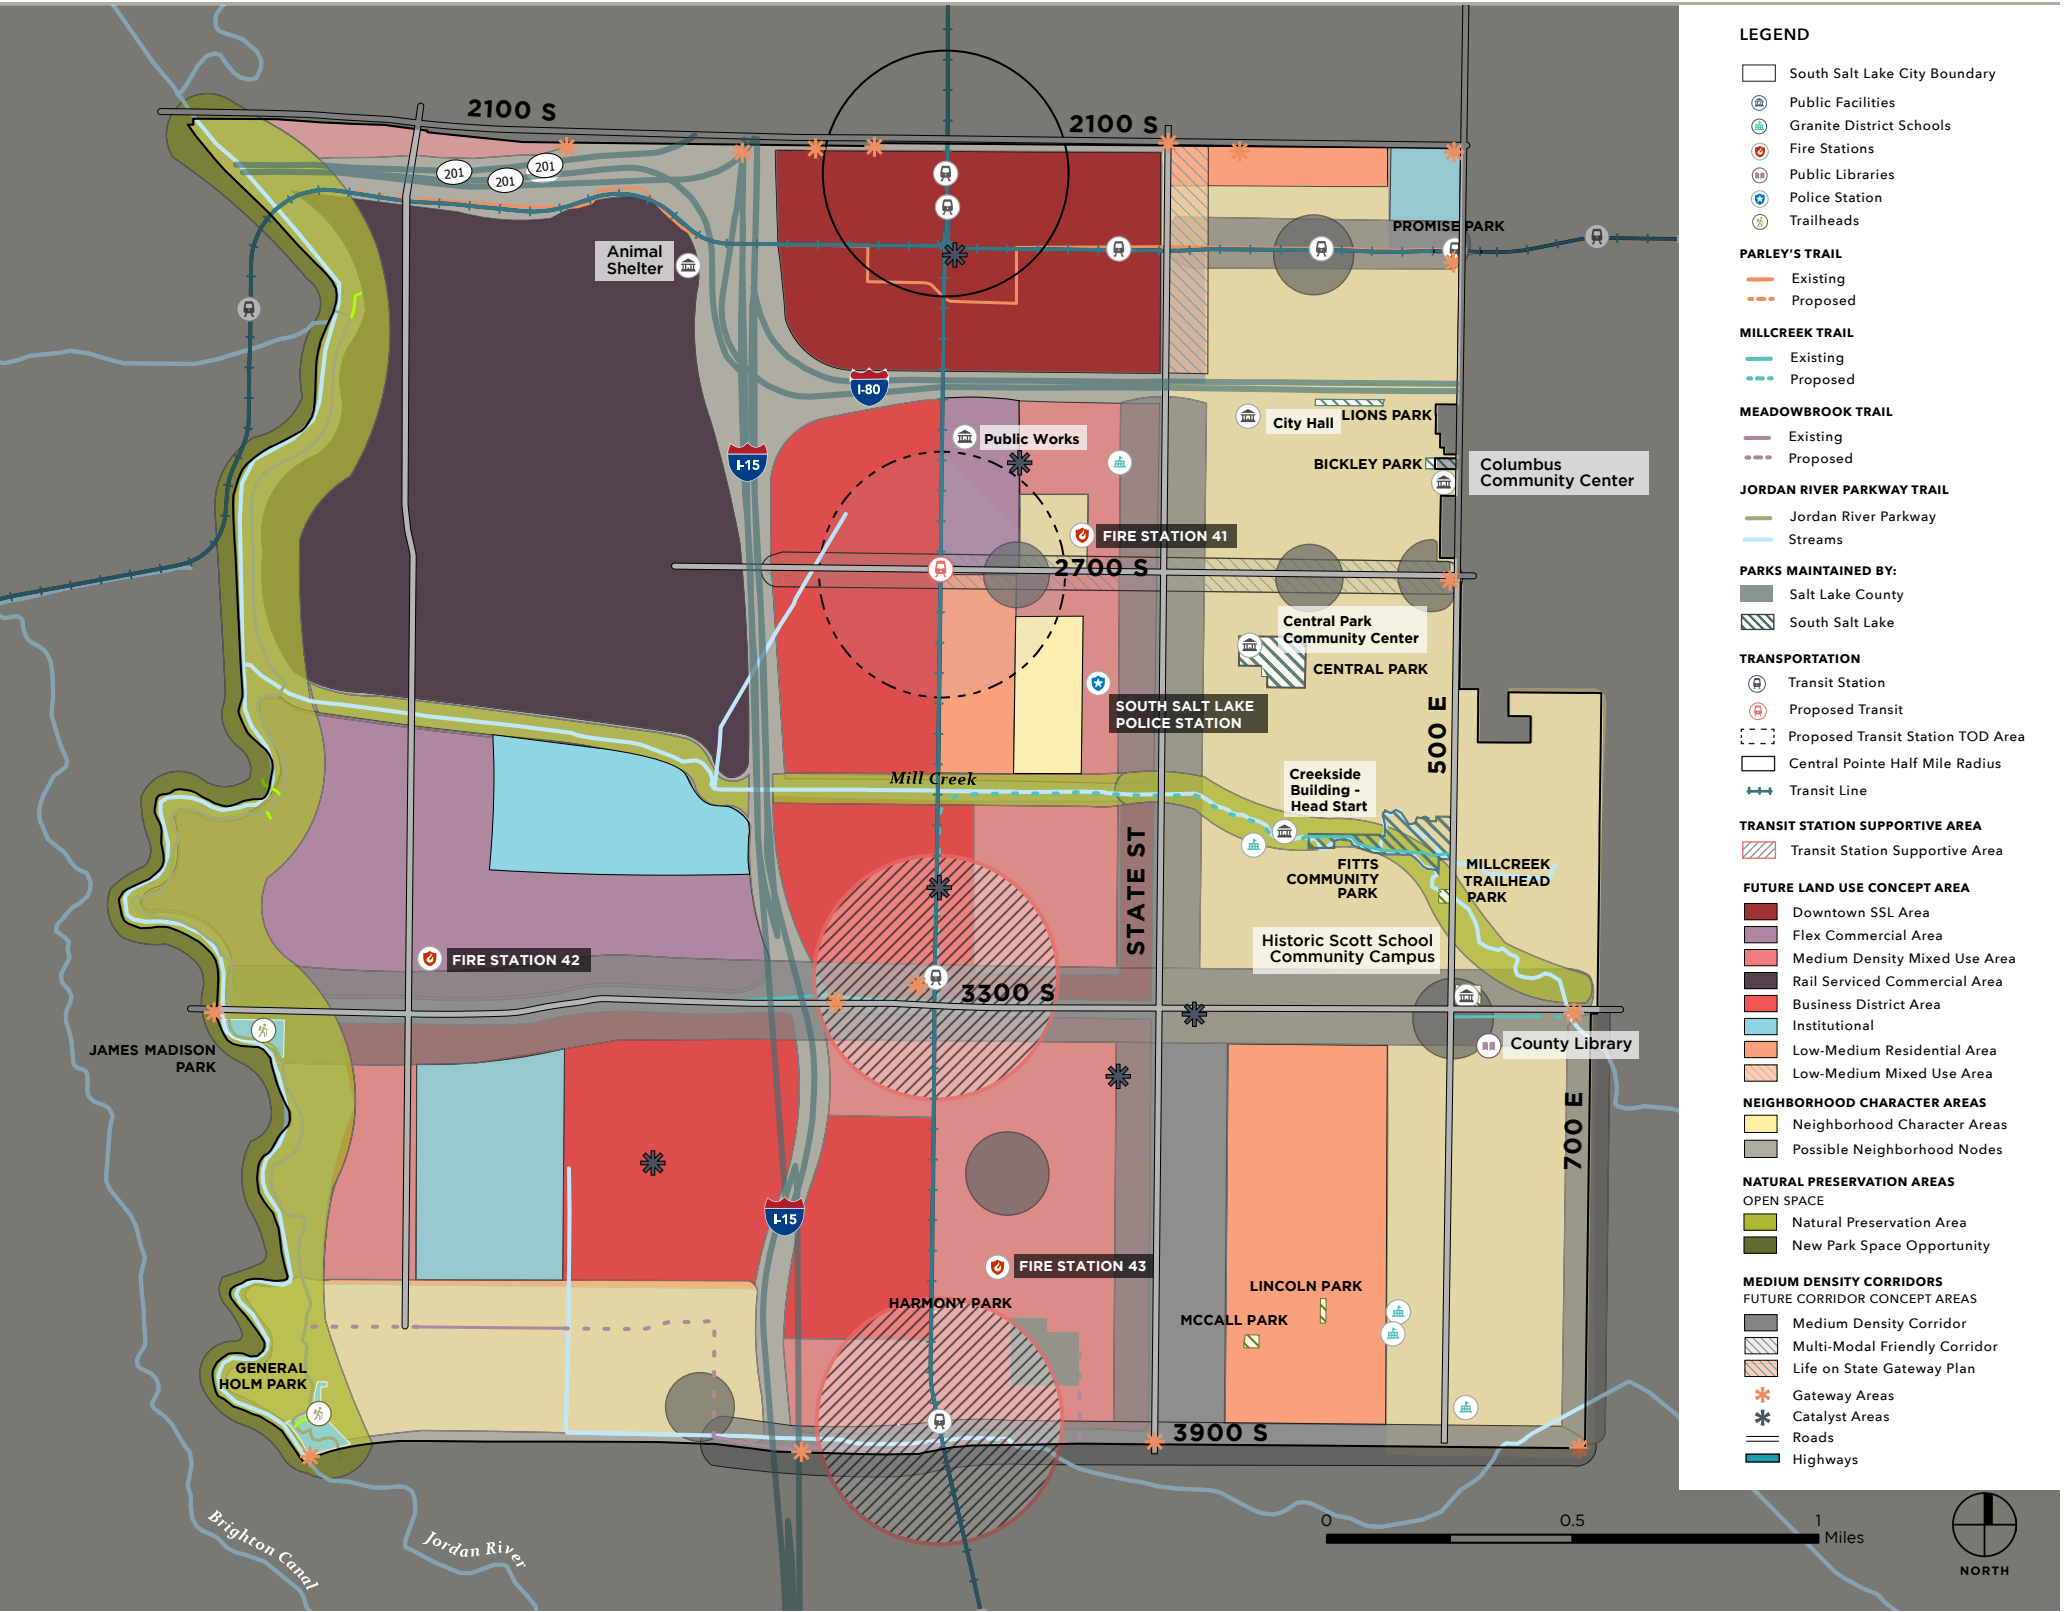 2100 S
2100 S
201
201
201
PROMISE PARK
Animal
Shelter
I-80
LIONS PARK
City Hall
Public Works
I-15
BICKLEY PARK
Columbus
Community Center
FIRE STATION 41
2700 S
Central Park
Community Center
CENTRAL PARK
SOUTH SALT LAKE
POLICE STATION
500 E
Mill Creek
Creekside
Building -
Head Start
STATE ST
FITTS
COMMUNITY
PARK
MILLCREEK
TRAILHEAD
PARK
Historic Scott School
Community Campus
FIRE STATION 42
3300 S
JAMES MADISON
PARK
County Library
700 E
I-15
FIRE STATION 43
HARMONY PARK
LINCOLN PARK
MCCALL PARK
GENERAL
HOLM PARK
3900 S
Brighton Canal
Jordan River
0
0.5
1
Miles
NORTH
LEGEND
South Salt Lake City Boundary
Public Facilities
Granite District Schools
Fire Stations
Public Libraries
Police Station
Trailheads
PARLEY'S TRAIL
Existing
Proposed
MILLCREEK TRAIL
Existing
Proposed
MEADOWBROOK TRAIL
Existing
Proposed
JORDAN RIVER PARKWAY TRAIL
Jordan River Parkway
Streams
PARKS MAINTAINED BY:
Salt Lake County
South Salt Lake
TRANSPORTATION
Transit Station
Proposed Transit
Proposed Transit Station TOD Area
Central Pointe Half Mile Radius
Transit Line
TRANSIT STATION SUPPORTIVE AREA
Transit Station Supportive Area
FUTURE LAND USE CONCEPT AREA
Downtown SSL Area
Flex Commercial Area
Medium Density Mixed Use Area
Rail Serviced Commercial Area
Business District Area
Institutional
Low-Medium Residential Area
Low-Medium Mixed Use Area
NEIGHBORHOOD CHARACTER AREAS
Neighborhood Character Areas
Possible Neighborhood Nodes
NATURAL PRESERVATION AREAS
OPEN SPACE
Natural Preservation Area
New Park Space Opportunity
MEDIUM DENSITY CORRIDORS
FUTURE CORRIDOR CONCEPT AREAS
Medium Density Corridor
Multi-Modal Friendly Corridor
Life on State Gateway Plan
Gateway Areas
Catalyst Areas
Roads
Highways